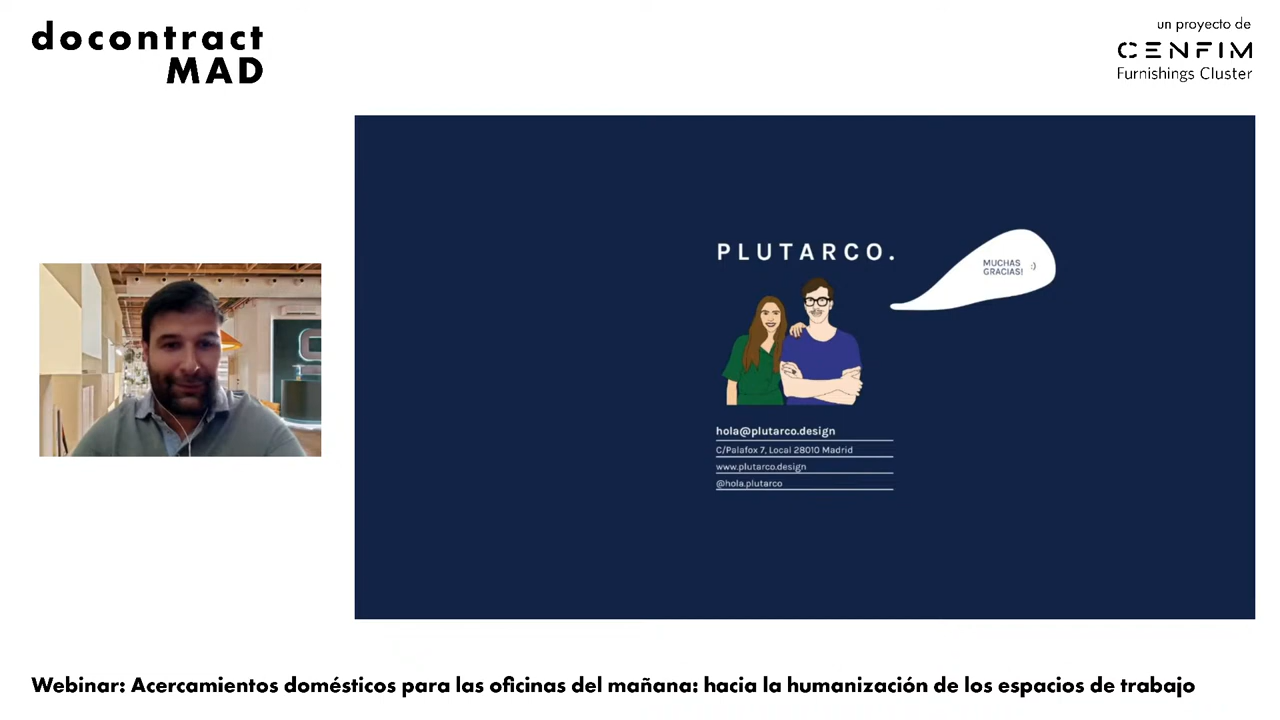 docontract
MAD
un proyecto de
CENFIM
Furnishings Cluster
PLUTARCO.
MUCHAS
GRACIAS! :)
hola@plutarco.design
C/Palafox 7, Local 28010 Madrid
www.plutarco.design
@hola.plutarco
Webinar: Acercamientos domésticos para las oficinas del mañana: hacia la humanización de los espacios de trabajo